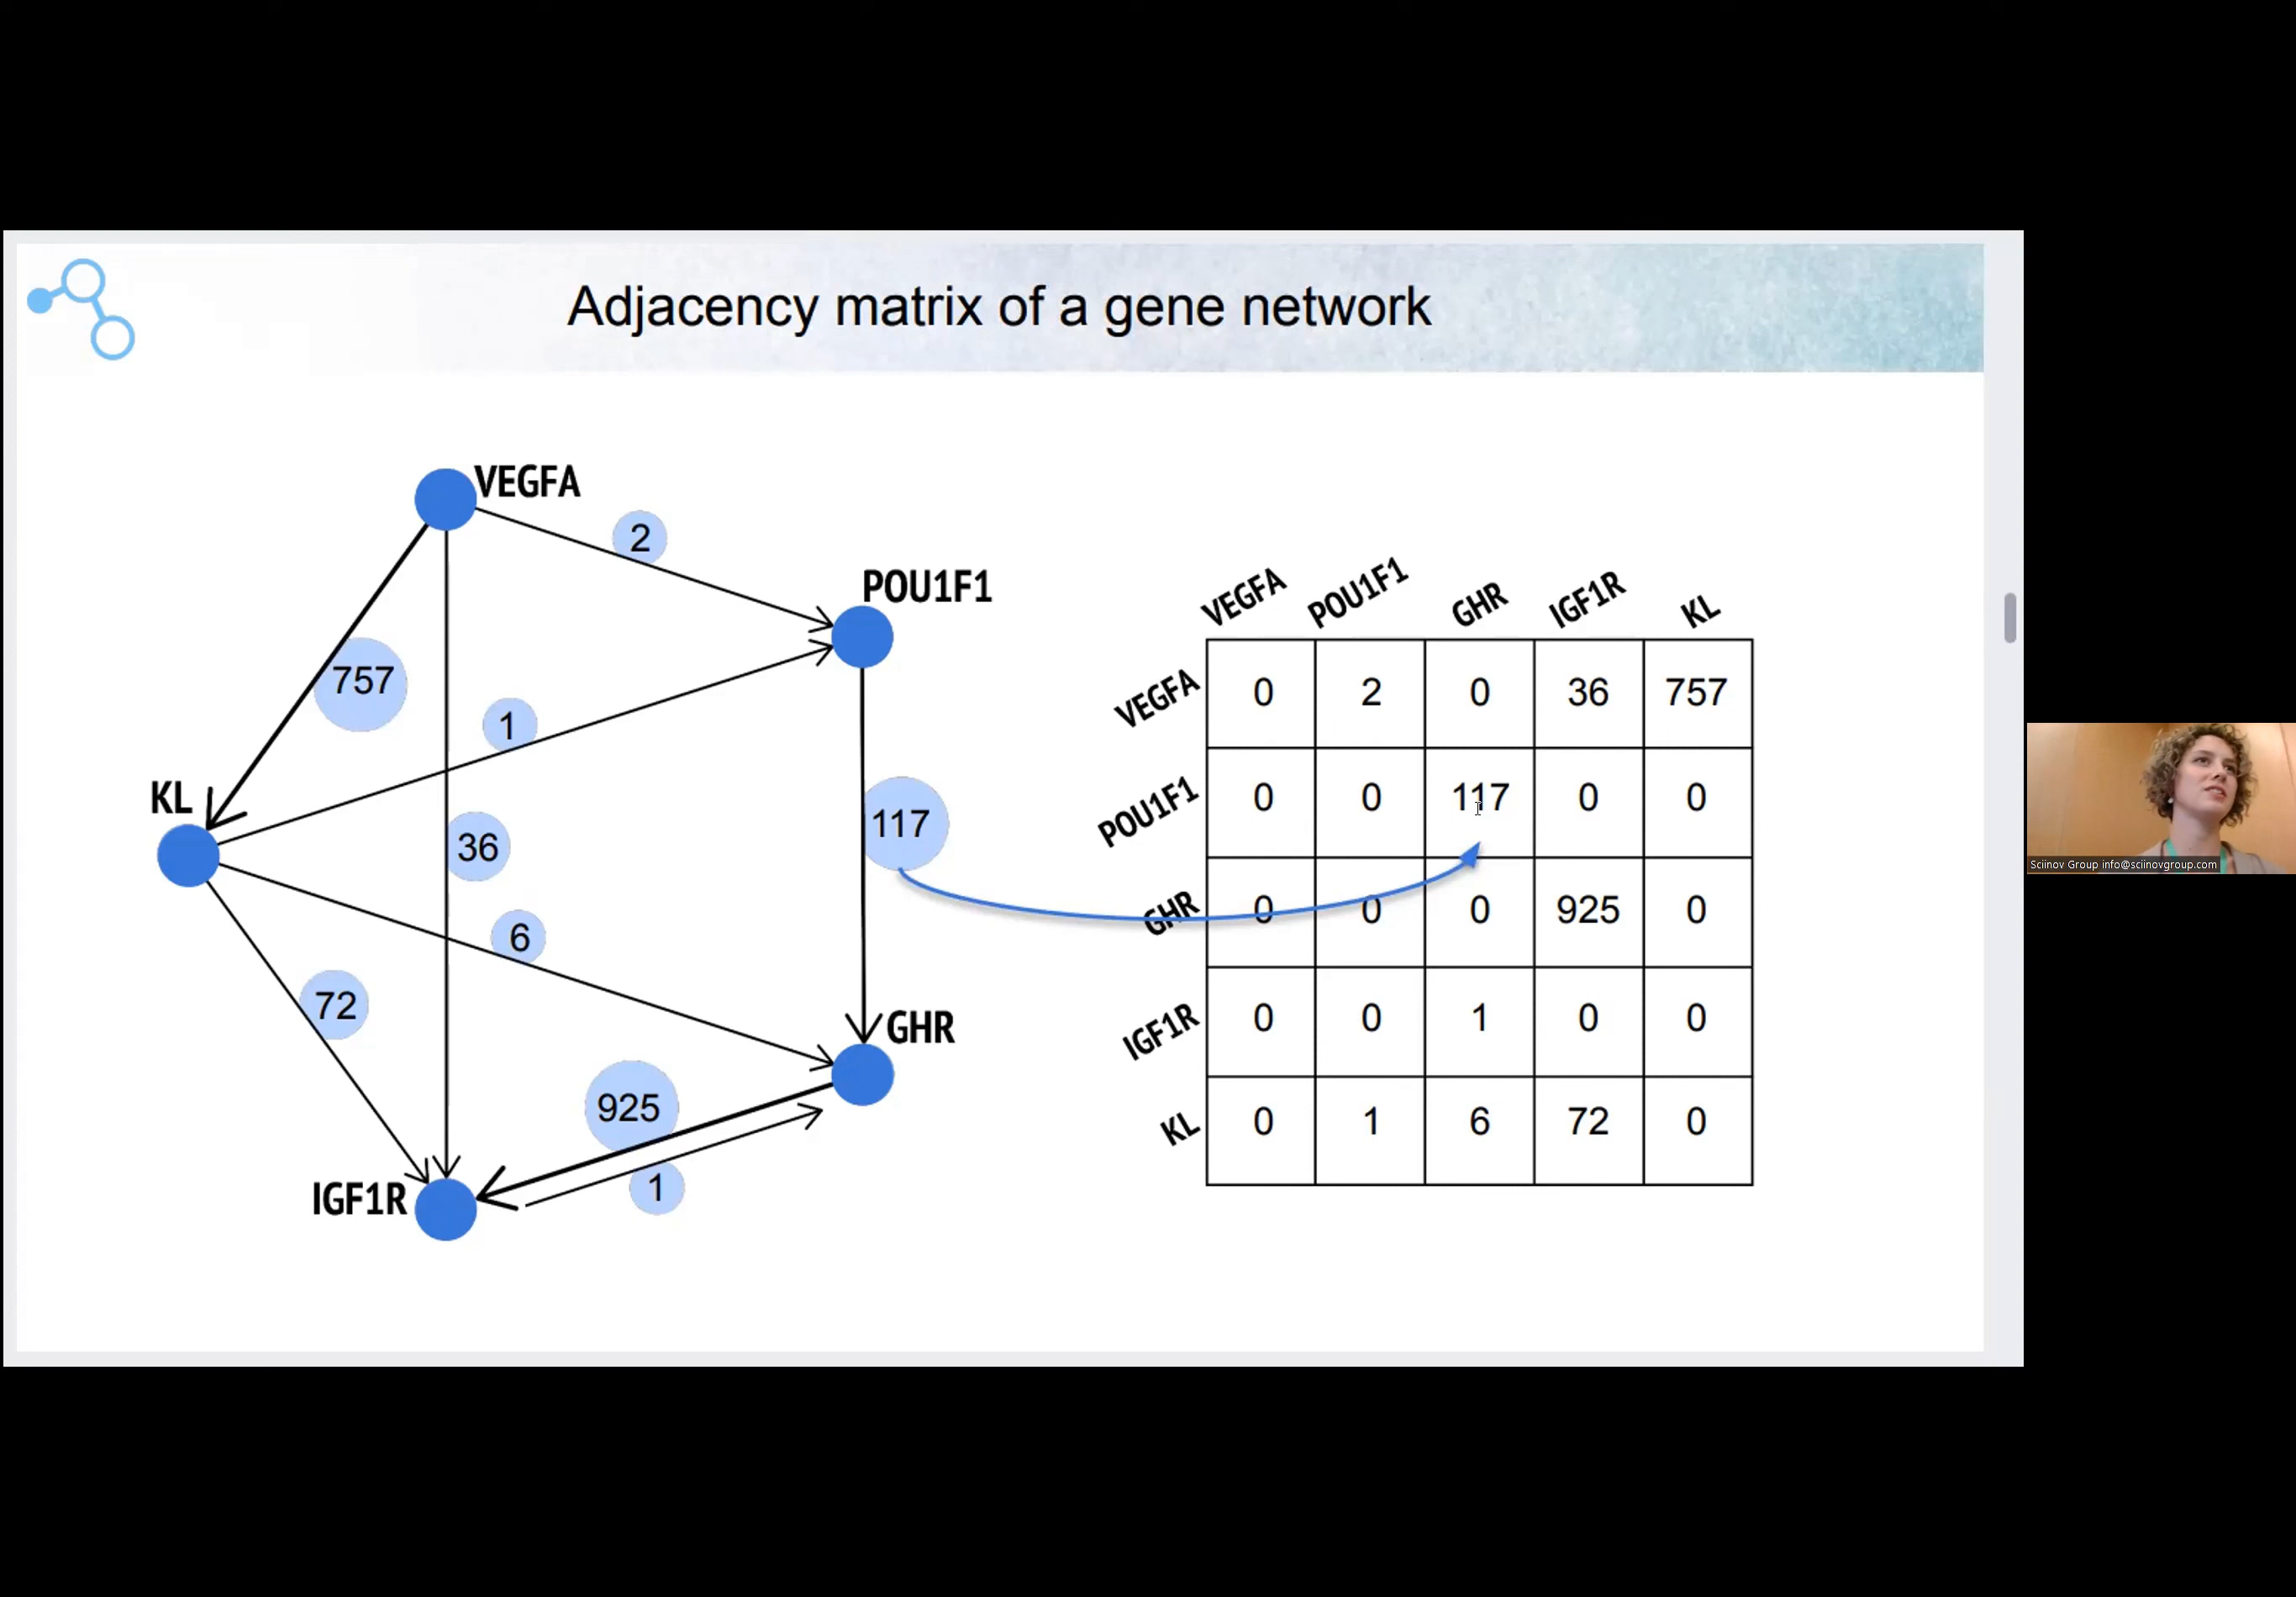 Adjacency matrix of a gene network
VEGFA
2
POU1F1
757
1
KL
36
117
6
72
GHR
925
IGF1R
1
VEGFA POU1F1 GHR IGF1R KL
VEGFA 0 2 0 36 757
POU1F1 0 0 117 0 0
GHR 0 0 0 925 0
IGF1R 0 0 1 0 0
KL 0 1 6 72 0
Sciinov Group info@sciinovgroup.com